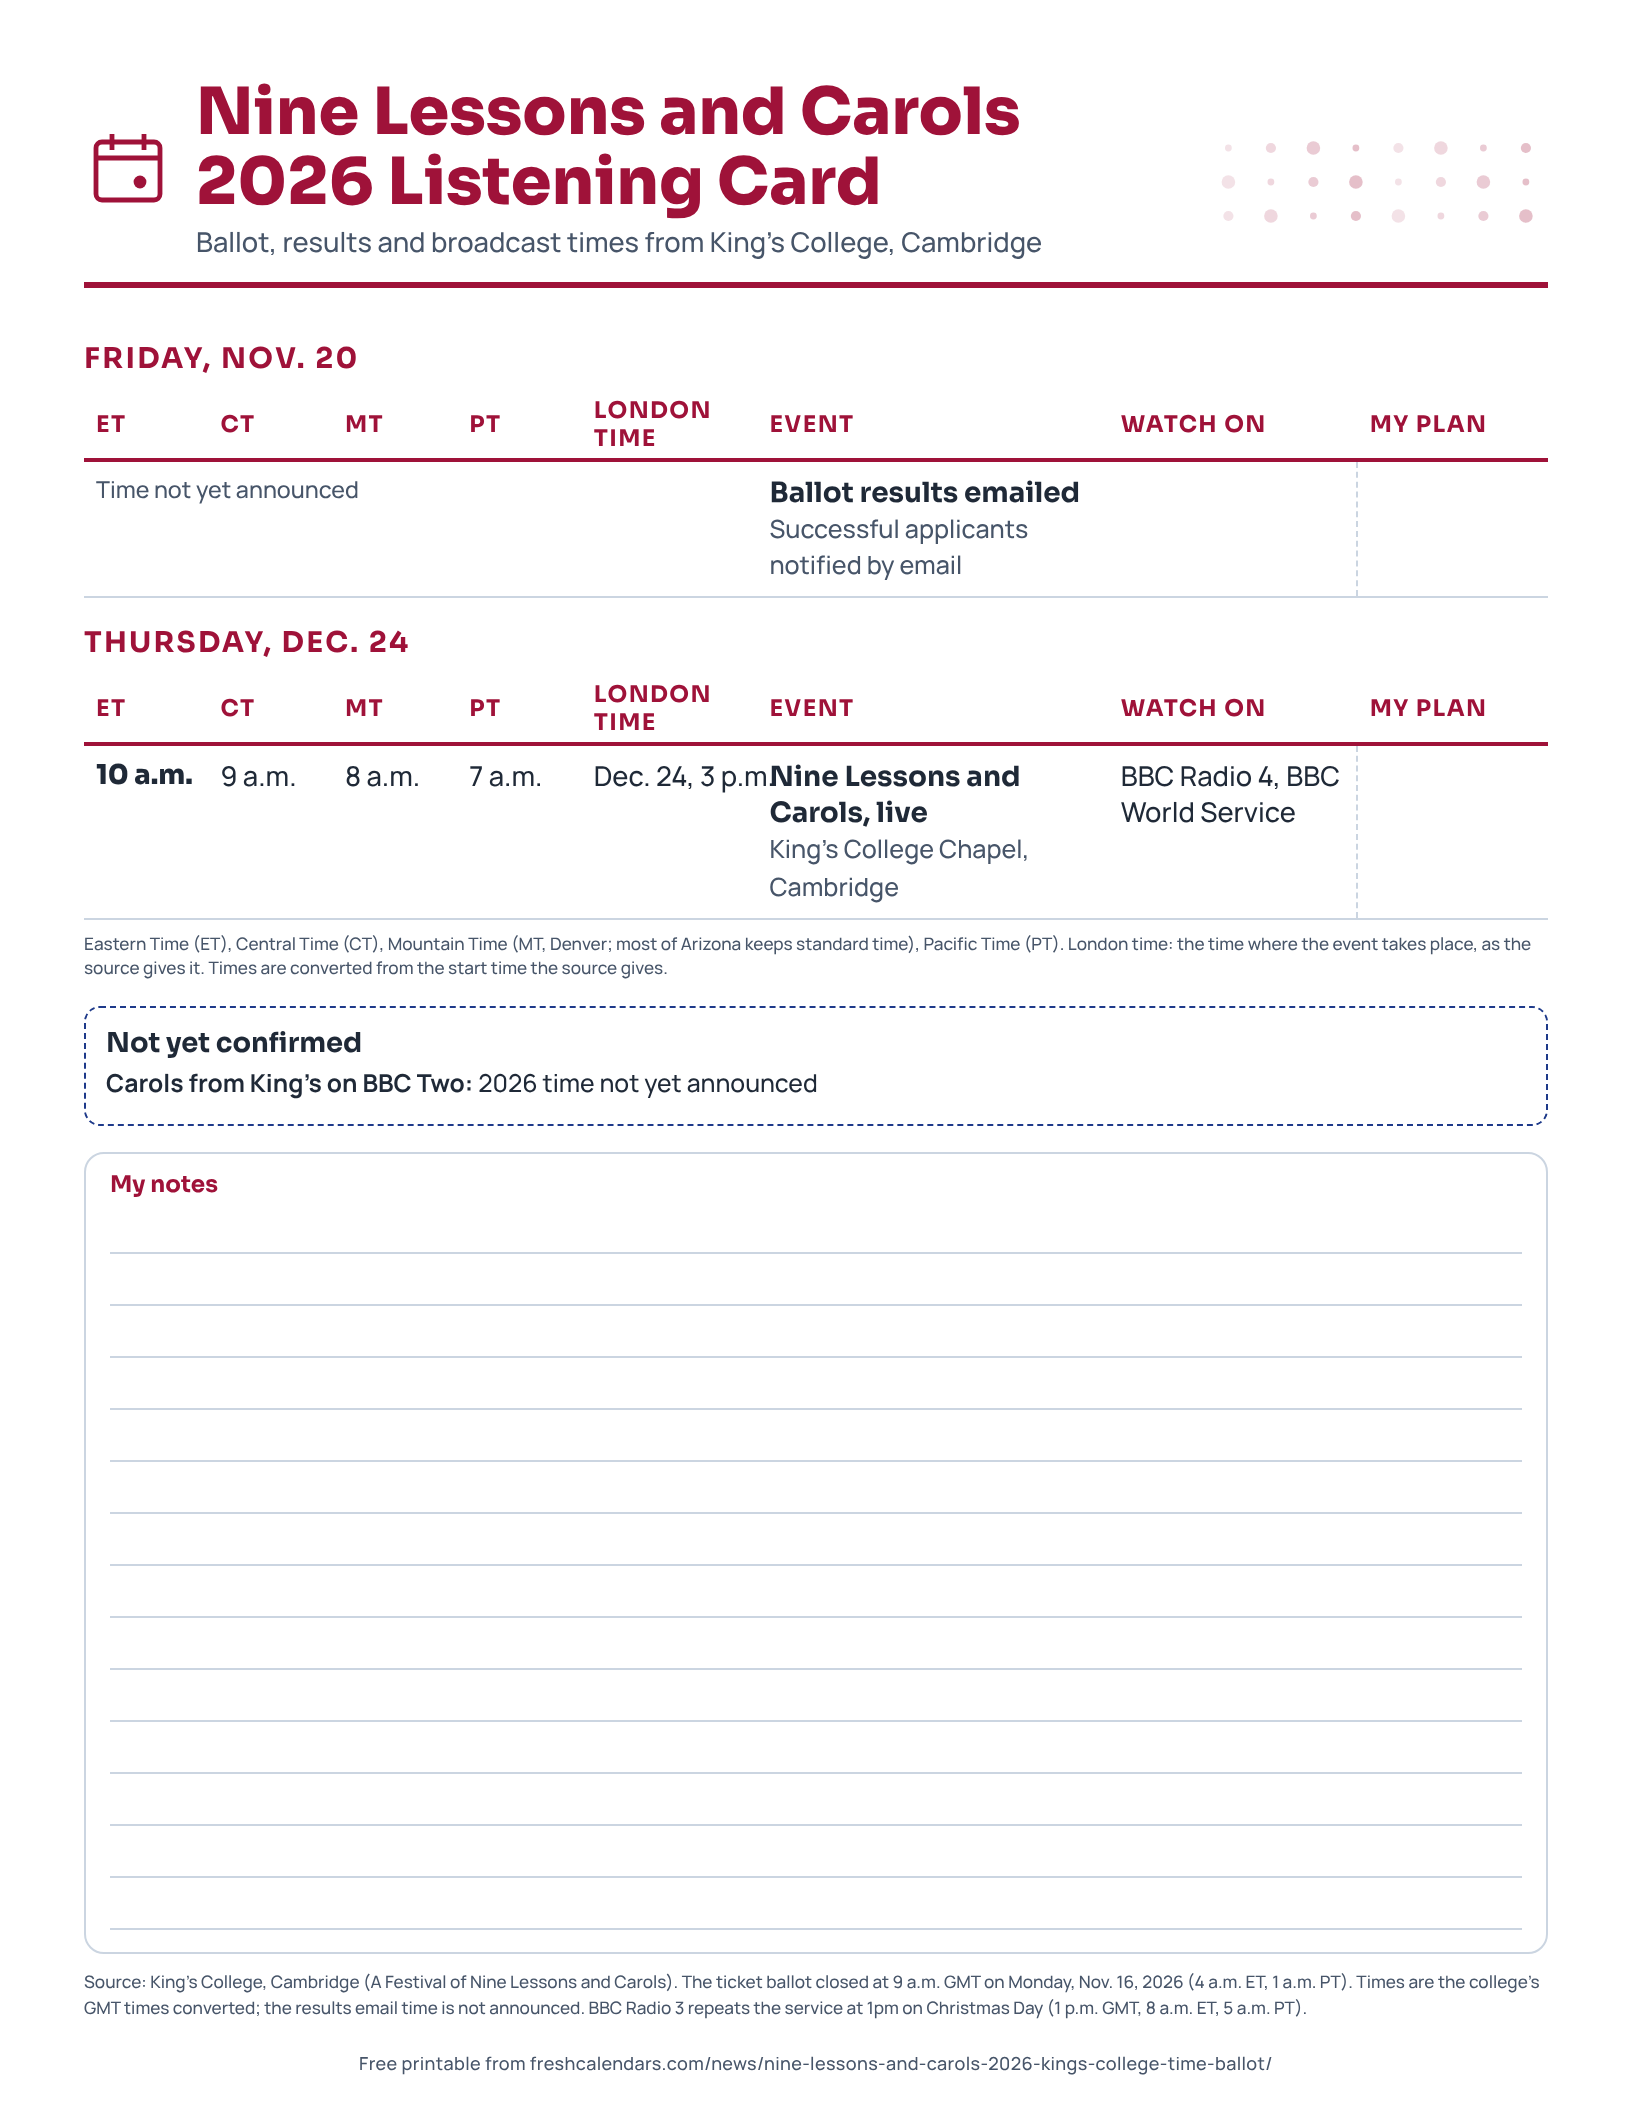 Nine Lessons and Carols
2026 Listening Card
Ballot, results and broadcast times from King's College, Cambridge
FRIDAY, NOV. 20
ET CT MT PT LONDON TIME EVENT WATCH ON MY PLAN
Time not yet announced Ballot results emailed
Successful applicants
notified by email
THURSDAY, DEC. 24
ET CT MT PT LONDON TIME EVENT WATCH ON MY PLAN
10 a.m. 9 a.m. 8 a.m. 7 a.m. Dec. 24, 3 p.m. Nine Lessons and BBC Radio 4, BBC
Carols, live World Service
King's College Chapel,
Cambridge
Eastern Time (ET), Central Time (CT), Mountain Time (MT, Denver; most of Arizona keeps standard time), Pacific Time (PT). London time: the time where the event takes place, as the
source gives it. Times are converted from the start time the source gives.
Not yet confirmed
Carols from King's on BBC Two: 2026 time not yet announced
My notes
Source: King's College, Cambridge (A Festival of Nine Lessons and Carols). The ticket ballot closed at 9 a.m. GMT on Monday, Nov. 16, 2026 (4 a.m. ET, 1 a.m. PT). Times are the college's
GMT times converted; the results email time is not announced. BBC Radio 3 repeats the service at 1pm on Christmas Day (1 p.m. GMT, 8 a.m. ET, 5 a.m. PT).
Free printable from freshcalendars.com/news/nine-lessons-and-carols-2026-kings-college-time-ballot/